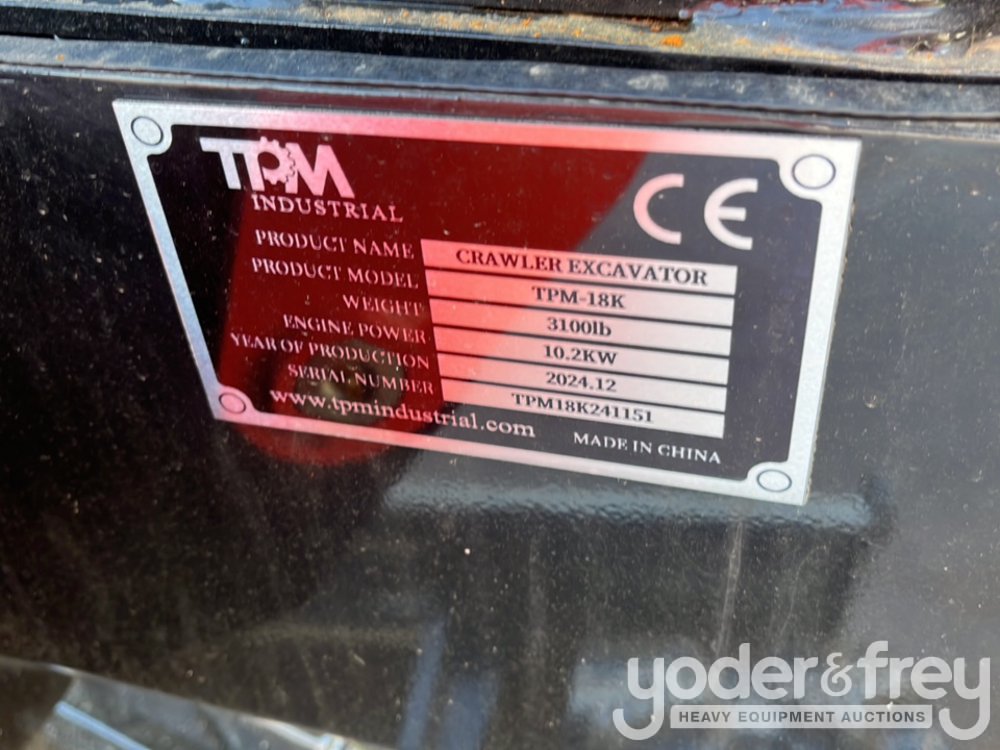 TPM
INDUSTRIAL
CE
PRODUCT NAME CRAWLER EXCAVATOR
PRODUCT MODEL TPM-18K
WEIGHT 3100lb
ENGINE POWER 10.2KW
YEAR OF PRODUCTION 2024.12
SERIAL NUMBER TPM18K241151
www.tpmindustrial.com
MADE IN CHINA
yoder&frey
HEAVY EQUIPMENT AUCTIONS